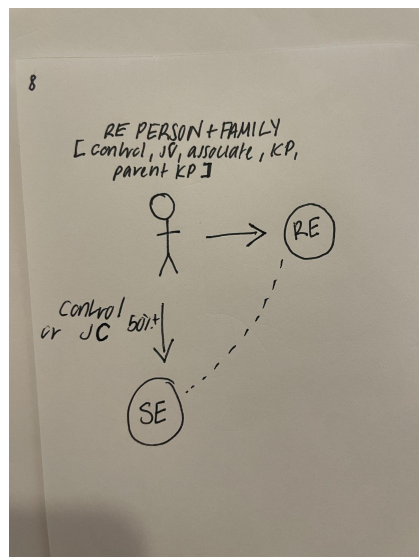 8
RE PERSON + FAMILY
[ control, JV, associate, KP,
parent KP ]
RE
control
or JC 50%+
SE